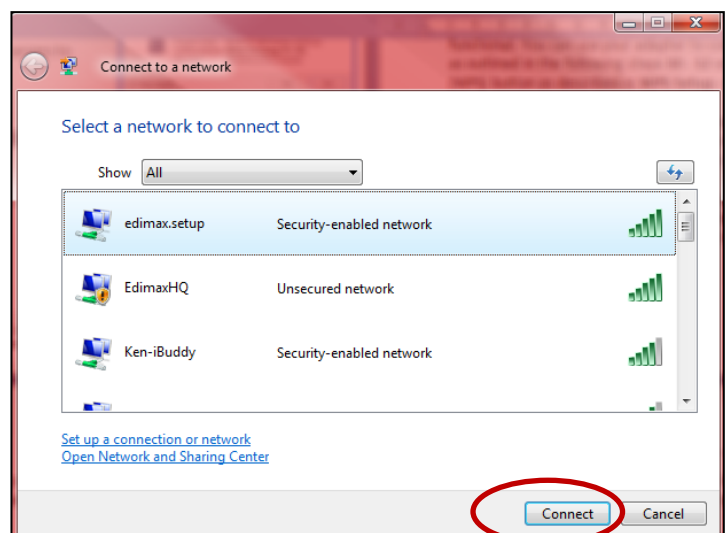 Connect to a network
Select a network to connect to
Show All
edimax.setup Security-enabled network
EdimaxHQ Unsecured network
Ken-iBuddy Security-enabled network
Set up a connection or network
Open Network and Sharing Center
Connect Cancel